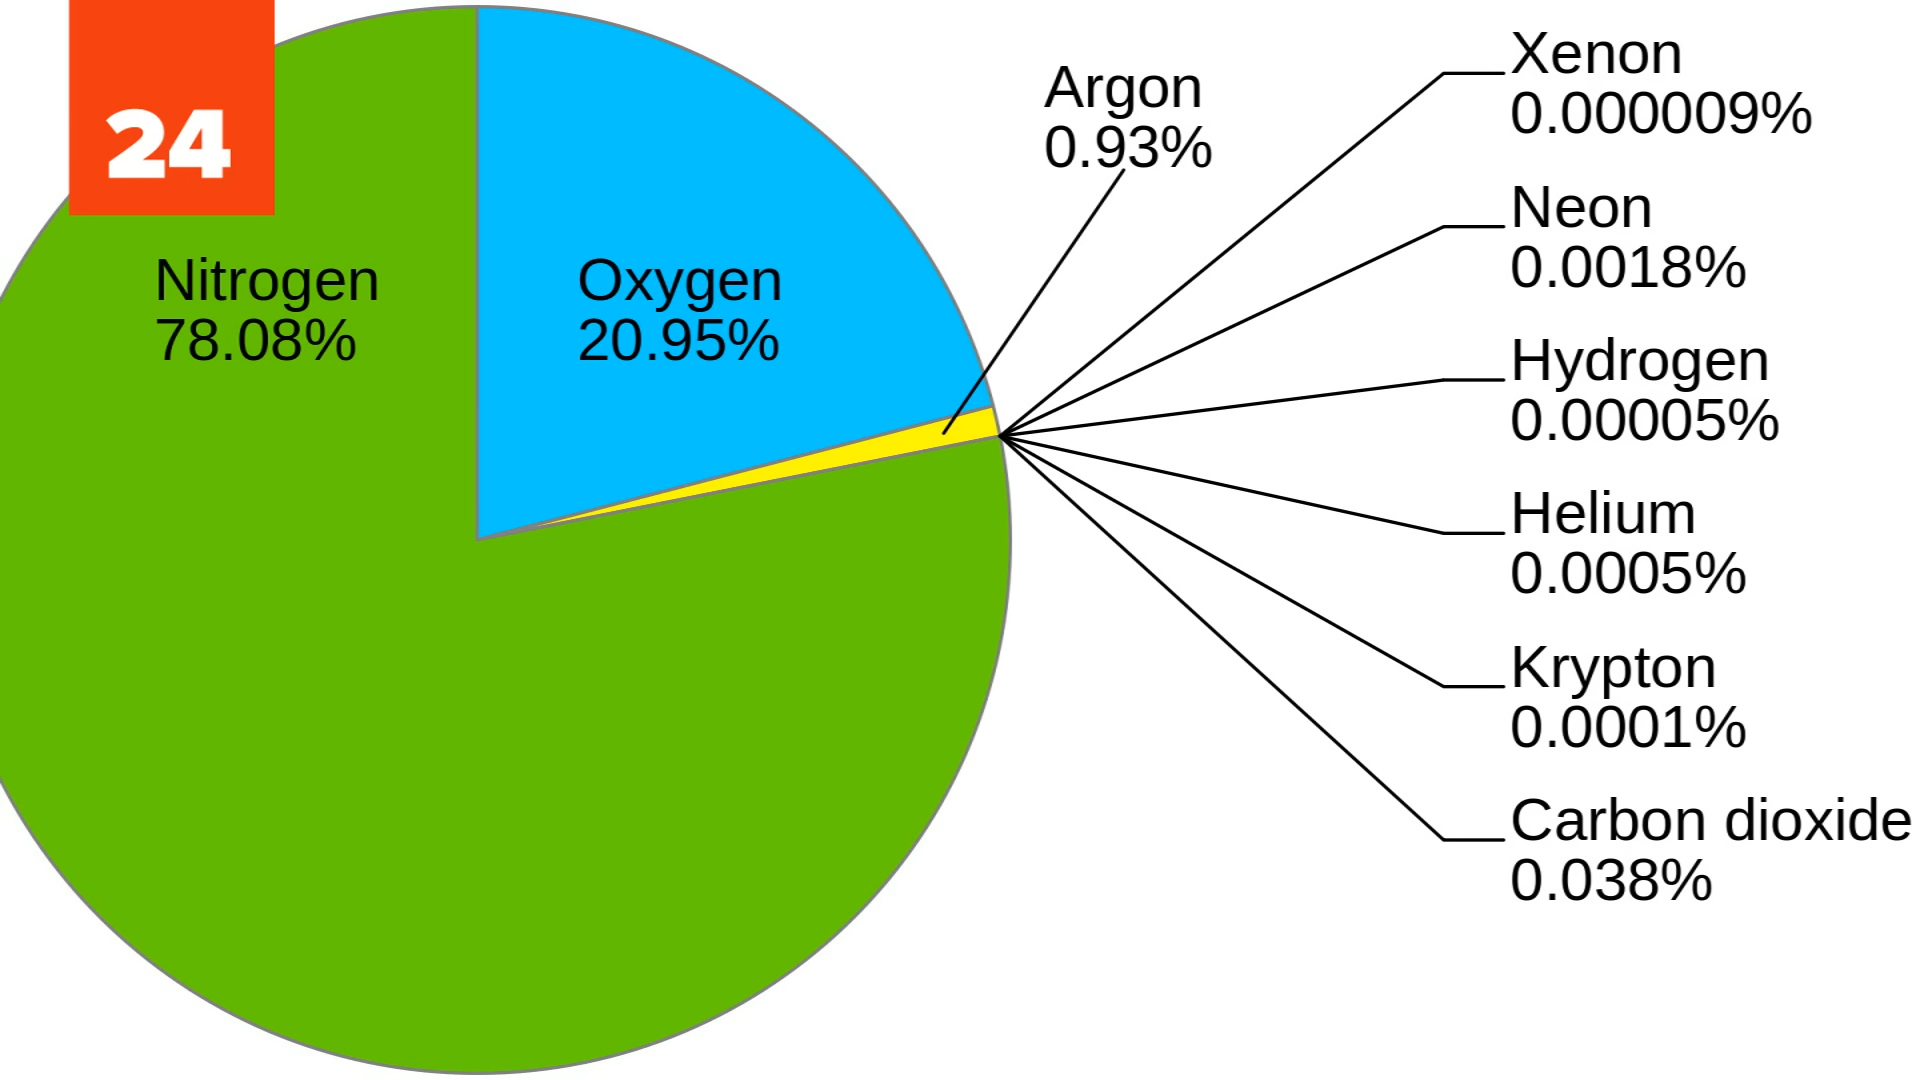 24
Nitrogen
78.08%
Oxygen
20.95%
Argon
0.93%
Xenon
0.000009%
Neon
0.0018%
Hydrogen
0.00005%
Helium
0.0005%
Krypton
0.0001%
Carbon dioxide
0.038%